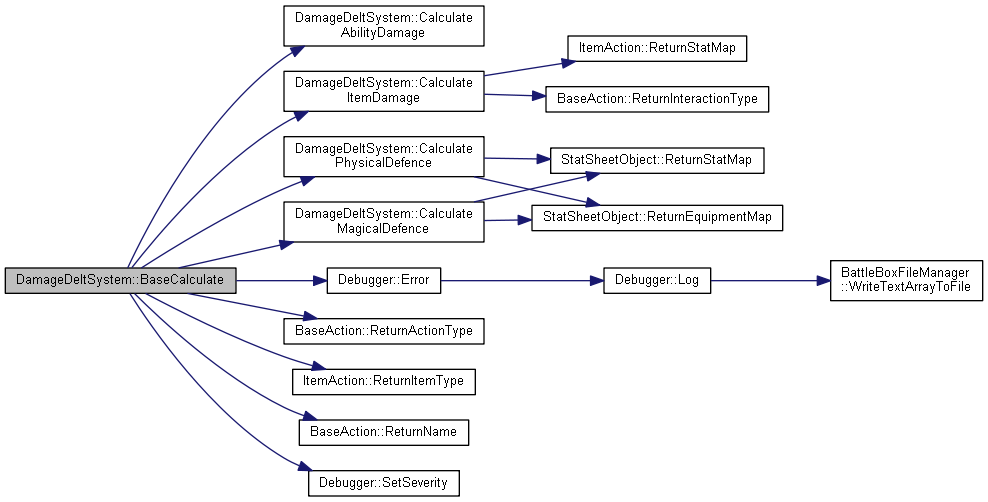 DamageDeltSystem::Calculate
AbilityDamage
ItemAction::ReturnStatMap
DamageDeltSystem::Calculate
ItemDamage
BaseAction::ReturnInteractionType
DamageDeltSystem::Calculate
PhysicalDefence
StatSheetObject::ReturnStatMap
DamageDeltSystem::Calculate
MagicalDefence
StatSheetObject::ReturnEquipmentMap
DamageDeltSystem::BaseCalculate
Debugger::Error
Debugger::Log
BattleBoxFileManager
::WriteTextArrayToFile
BaseAction::ReturnActionType
ItemAction::ReturnItemType
BaseAction::ReturnName
Debugger::SetSeverity